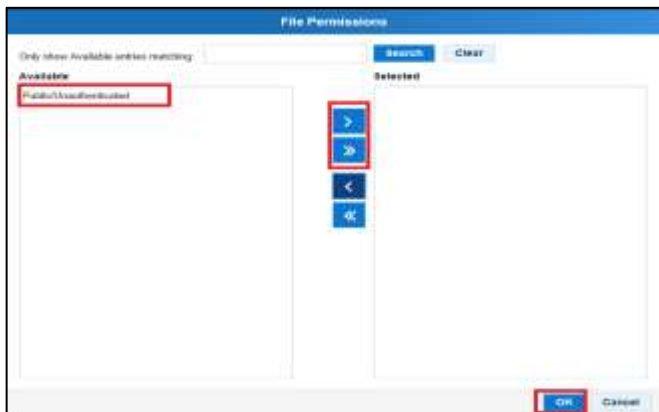 File Permissions
Only show Available entries matching:
Search
Clear
Available
Selected
Public/Unauthenticated
>
>>
<
<<
OK
Cancel